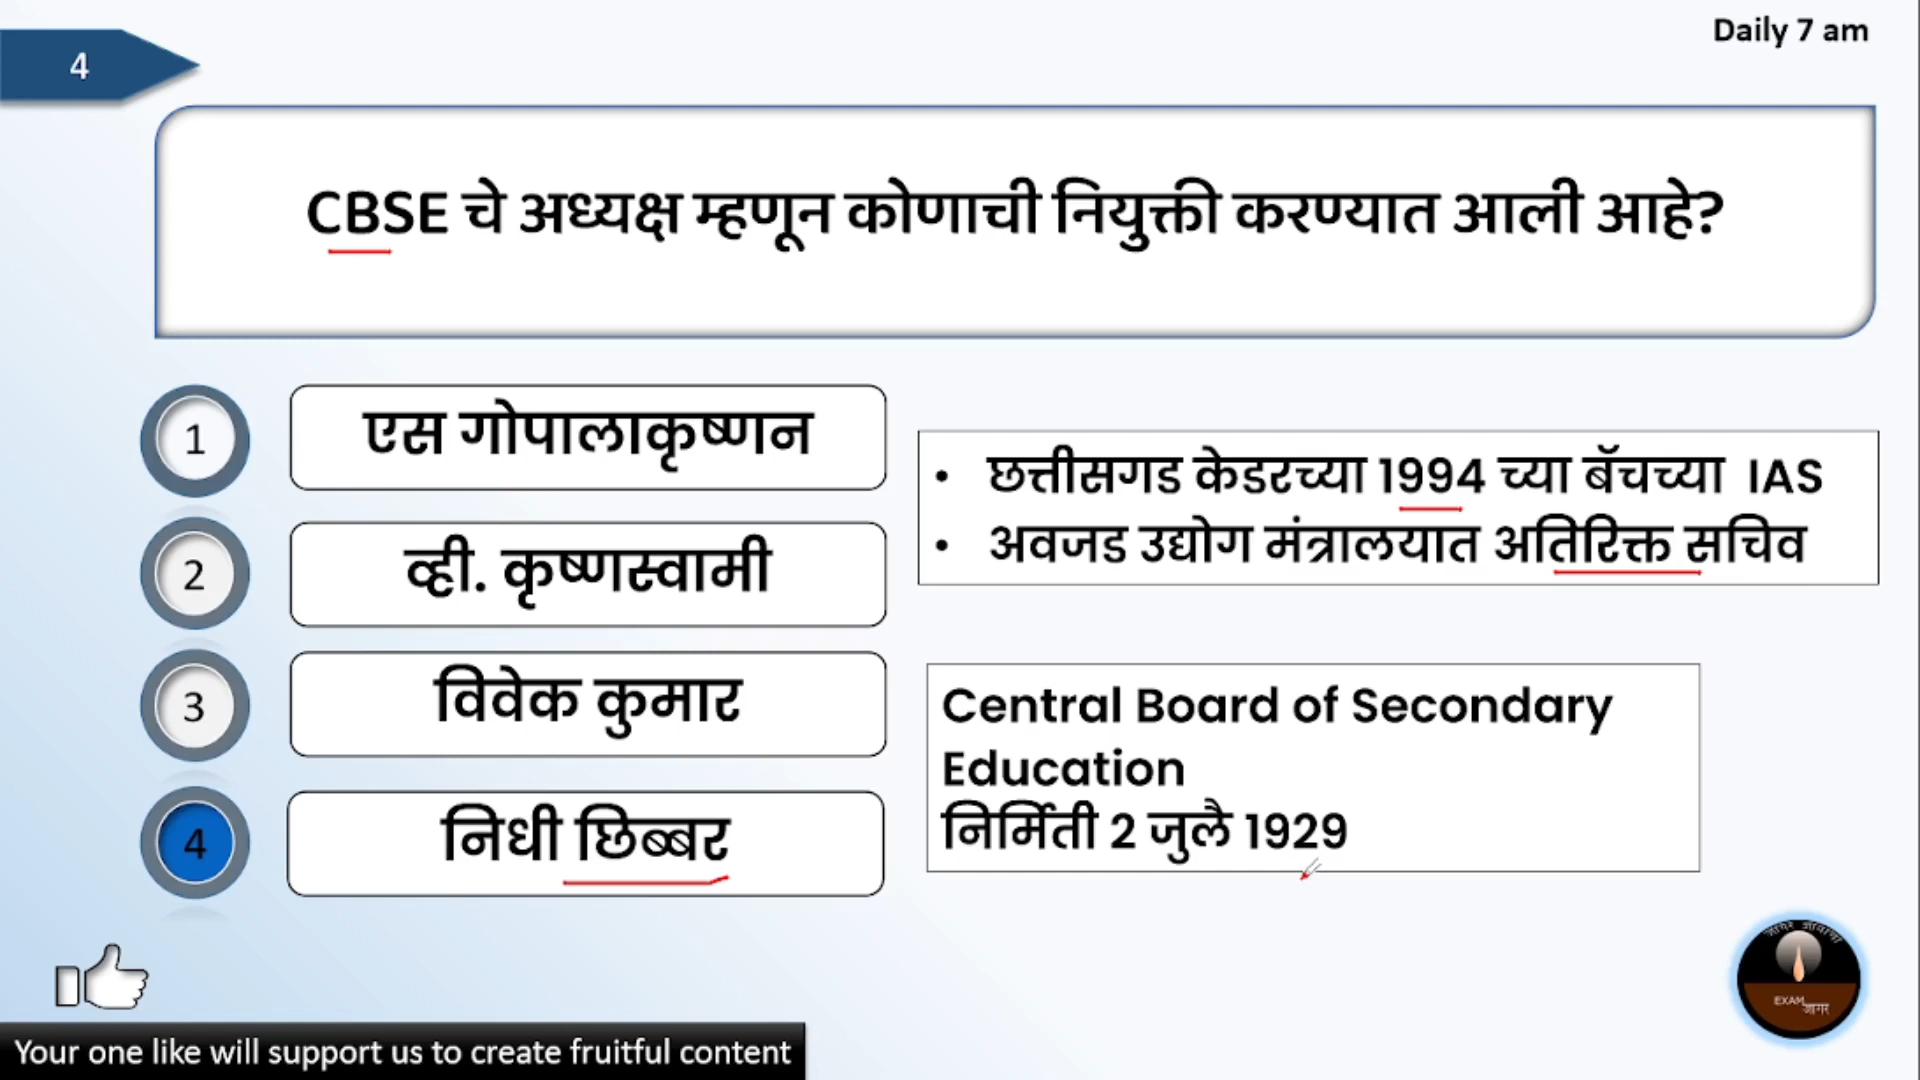 Daily 7 am
4
CBSE चे अध्यक्ष म्हणून कोणाची नियुक्ती करण्यात आली आहे?
1
एस गोपालाकृष्णन
2
व्ही. कृष्णस्वामी
3
विवेक कुमार
4
निधी छिब्बर
• छत्तीसगड केडरच्या 1994 च्या बॅचच्या IAS
• अवजड उद्योग मंत्रालयात अतिरिक्त सचिव
Central Board of Secondary
Education
निर्मिती 2 जुलै 1929
EXAM
जागर
Your one like will support us to create fruitful content